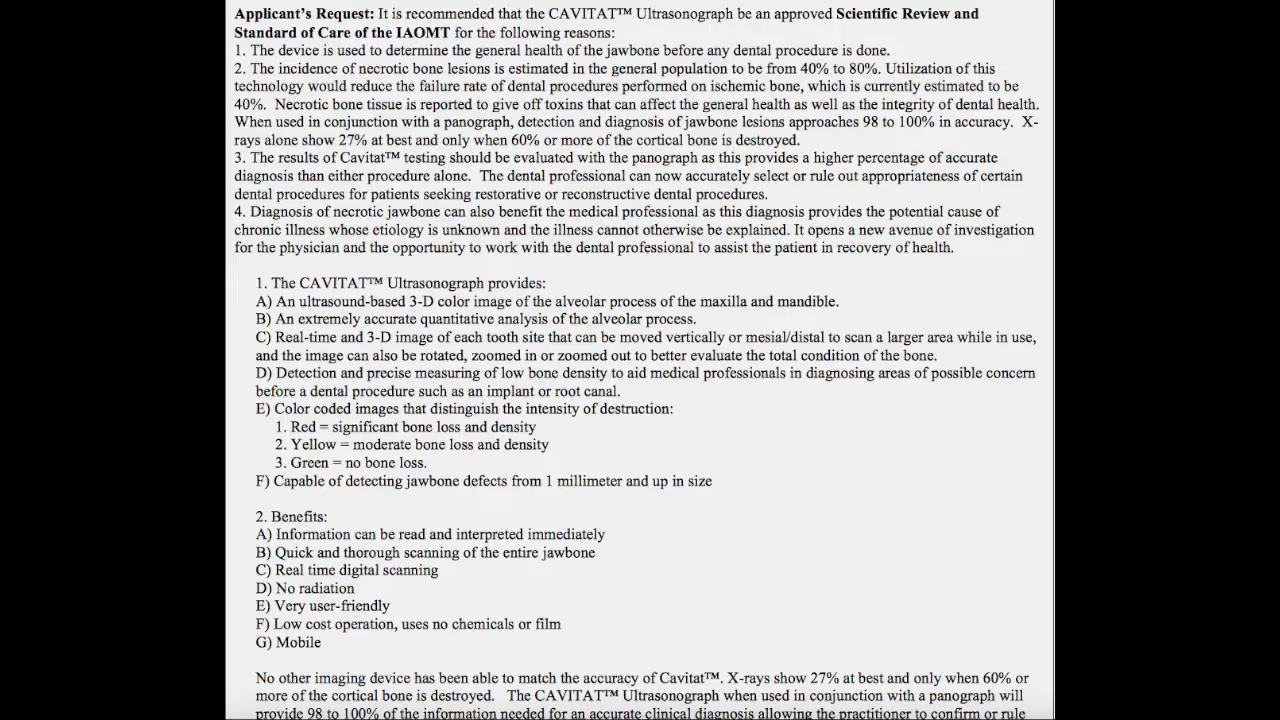 Applicant's Request: It is recommended that the CAVITAT™ Ultrasonograph be an approved Scientific Review and
Standard of Care of the IAOMT for the following reasons:
1. The device is used to determine the general health of the jawbone before any dental procedure is done.
2. The incidence of necrotic bone lesions is estimated in the general population to be from 40% to 80%. Utilization of this
technology would reduce the failure rate of dental procedures performed on ischemic bone, which is currently estimated to be
40%. Necrotic bone tissue is reported to give off toxins that can affect the general health as well as the integrity of dental health.
When used in conjunction with a panograph, detection and diagnosis of jawbone lesions approaches 98 to 100% in accuracy. X-
rays alone show 27% at best and only when 60% or more of the cortical bone is destroyed.
3. The results of Cavitat™ testing should be evaluated with the panograph as this provides a higher percentage of accurate
diagnosis than either procedure alone. The dental professional can now accurately select or rule out appropriateness of certain
dental procedures for patients seeking restorative or reconstructive dental procedures.
4. Diagnosis of necrotic jawbone can also benefit the medical professional as this diagnosis provides the potential cause of
chronic illness whose etiology is unknown and the illness cannot otherwise be explained. It opens a new avenue of investigation
for the physician and the opportunity to work with the dental professional to assist the patient in recovery of health.
1. The CAVITAT™ Ultrasonograph provides:
A) An ultrasound-based 3-D color image of the alveolar process of the maxilla and mandible.
B) An extremely accurate quantitative analysis of the alveolar process.
C) Real-time and 3-D image of each tooth site that can be moved vertically or mesial/distal to scan a larger area while in use,
and the image can also be rotated, zoomed in or zoomed out to better evaluate the total condition of the bone.
D) Detection and precise measuring of low bone density to aid medical professionals in diagnosing areas of possible concern
before a dental procedure such as an implant or root canal.
E) Color coded images that distinguish the intensity of destruction:
1. Red = significant bone loss and density
2. Yellow = moderate bone loss and density
3. Green = no bone loss.
F) Capable of detecting jawbone defects from 1 millimeter and up in size
2. Benefits:
A) Information can be read and interpreted immediately
B) Quick and thorough scanning of the entire jawbone
C) Real time digital scanning
D) No radiation
E) Very user-friendly
F) Low cost operation, uses no chemicals or film
G) Mobile
No other imaging device has been able to match the accuracy of Cavitat™. X-rays show 27% at best and only when 60% or
more of the cortical bone is destroyed. The CAVITAT™ Ultrasonograph when used in conjunction with a panograph will
provide 98 to 100% of the information needed for an accurate clinical diagnosis allowing the practitioner to confirm or rule